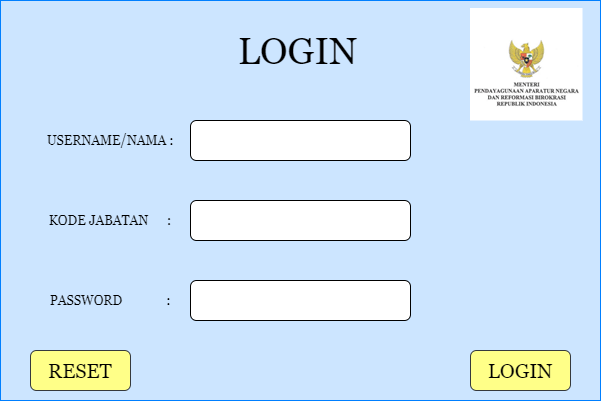 LOGIN
MENTERI
PENDAYAGUNAAN APARATUR NEGARA
DAN REFORMASI BIROKRASI
REPUBLIK INDONESIA
USERNAME/NAMA :
KODE JABATAN :
PASSWORD :
RESET
LOGIN